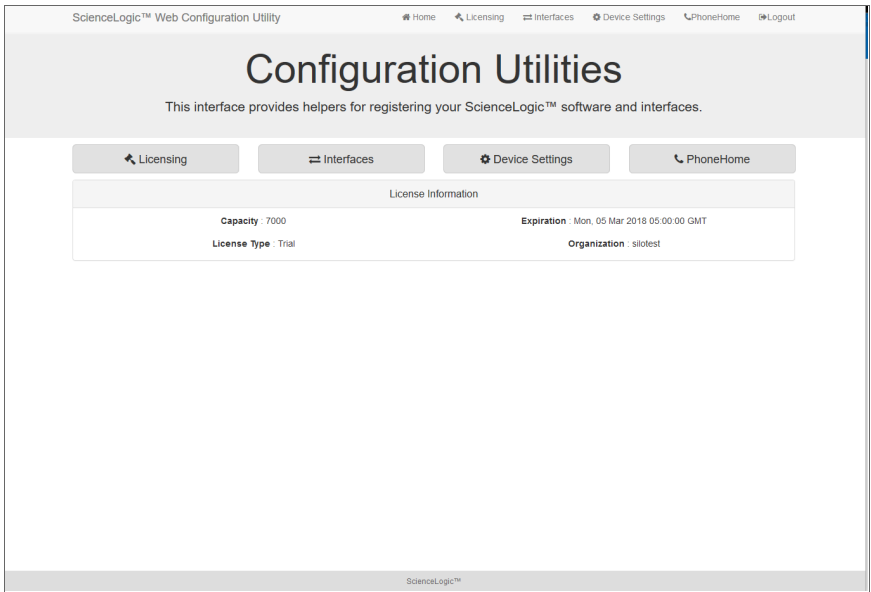 ScienceLogic™ Web Configuration Utility Home Licensing Interfaces Device Settings PhoneHome Logout
Configuration Utilities
This interface provides helpers for registering your ScienceLogic™ software and interfaces.
Licensing Interfaces Device Settings PhoneHome
License Information
Capacity : 7000 Expiration : Mon, 05 Mar 2018 05:00:00 GMT
License Type : Trial Organization : silotest
ScienceLogic™